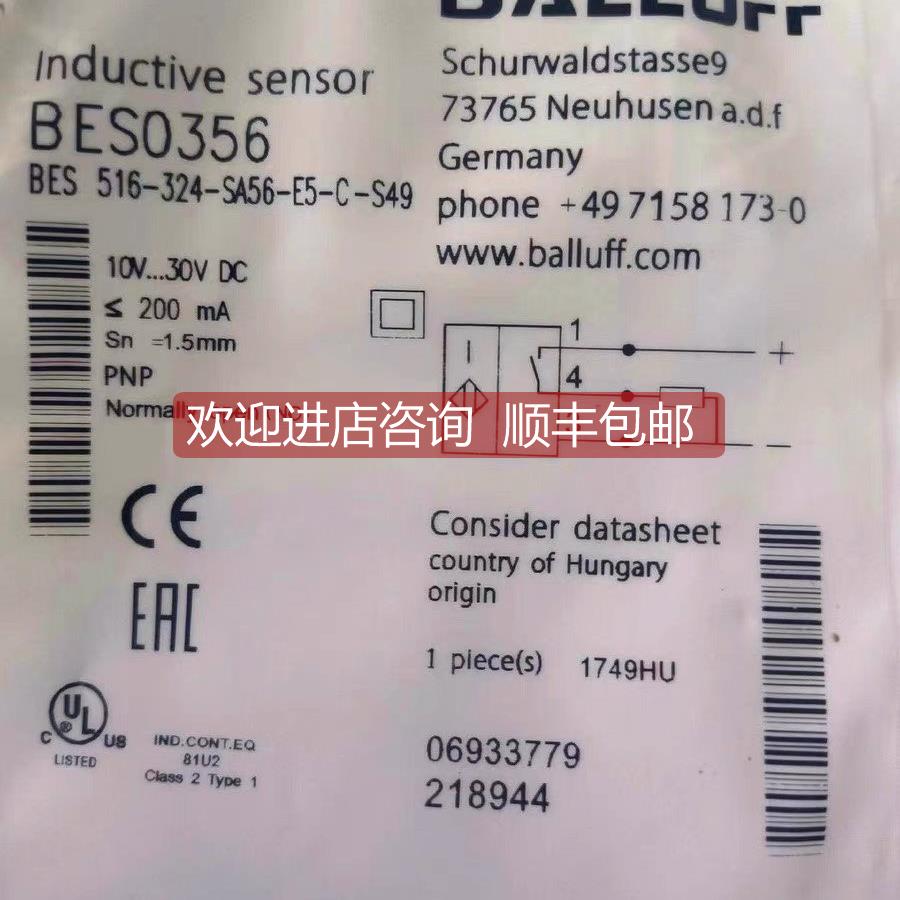 BALLUFF
Inductive sensor
BES0356
BES 516-324-SA56-E5-C-S49
Schurwaldstasse9
73765 Neuhusen a.d.f
Germany
phone +49 7158 173-0
www.balluff.com
10V...30V DC
≤ 200 mA
Sn =1.5mm
PNP
Normally
1
+
4
−
欢迎进店咨询 顺丰包邮
CE
EAC
Consider datasheet
country of Hungary
origin
1 piece(s) 1749HU
UL
®
C US
LISTED
IND.CONT.EQ
81U2
Class 2 Type 1
06933779
218944